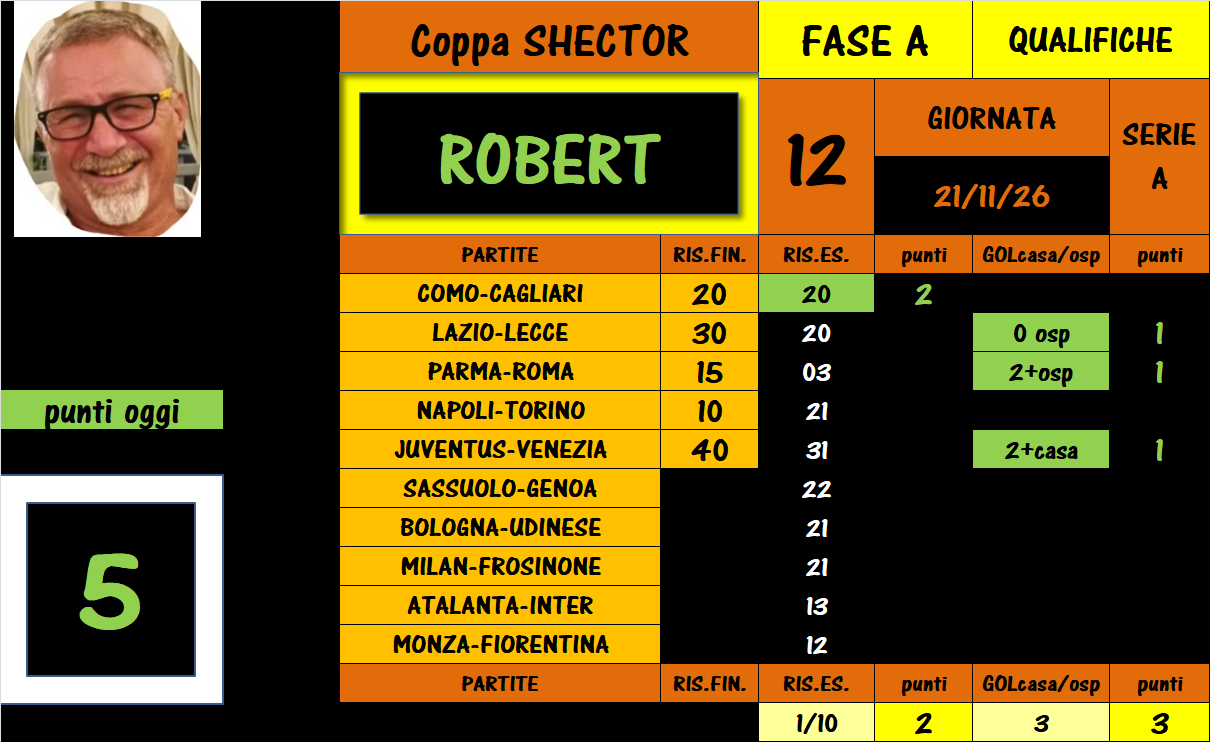 Coppa SHECTOR FASE A QUALIFICHE
ROBERT 12 GIORNATA SERIE A
21/11/26
PARTITE RIS.FIN. RIS.ES. punti GOLcasa/osp punti
COMO-CAGLIARI 20 20 2
LAZIO-LECCE 30 20 0 osp 1
PARMA-ROMA 15 03 2+osp 1
punti oggi
NAPOLI-TORINO 10 21
JUVENTUS-VENEZIA 40 31 2+casa 1
SASSUOLO-GENOA 22
BOLOGNA-UDINESE 21
5
MILAN-FROSINONE 21
ATALANTA-INTER 13
MONZA-FIORENTINA 12
PARTITE RIS.FIN. RIS.ES. punti GOLcasa/osp punti
1/10 2 3 3